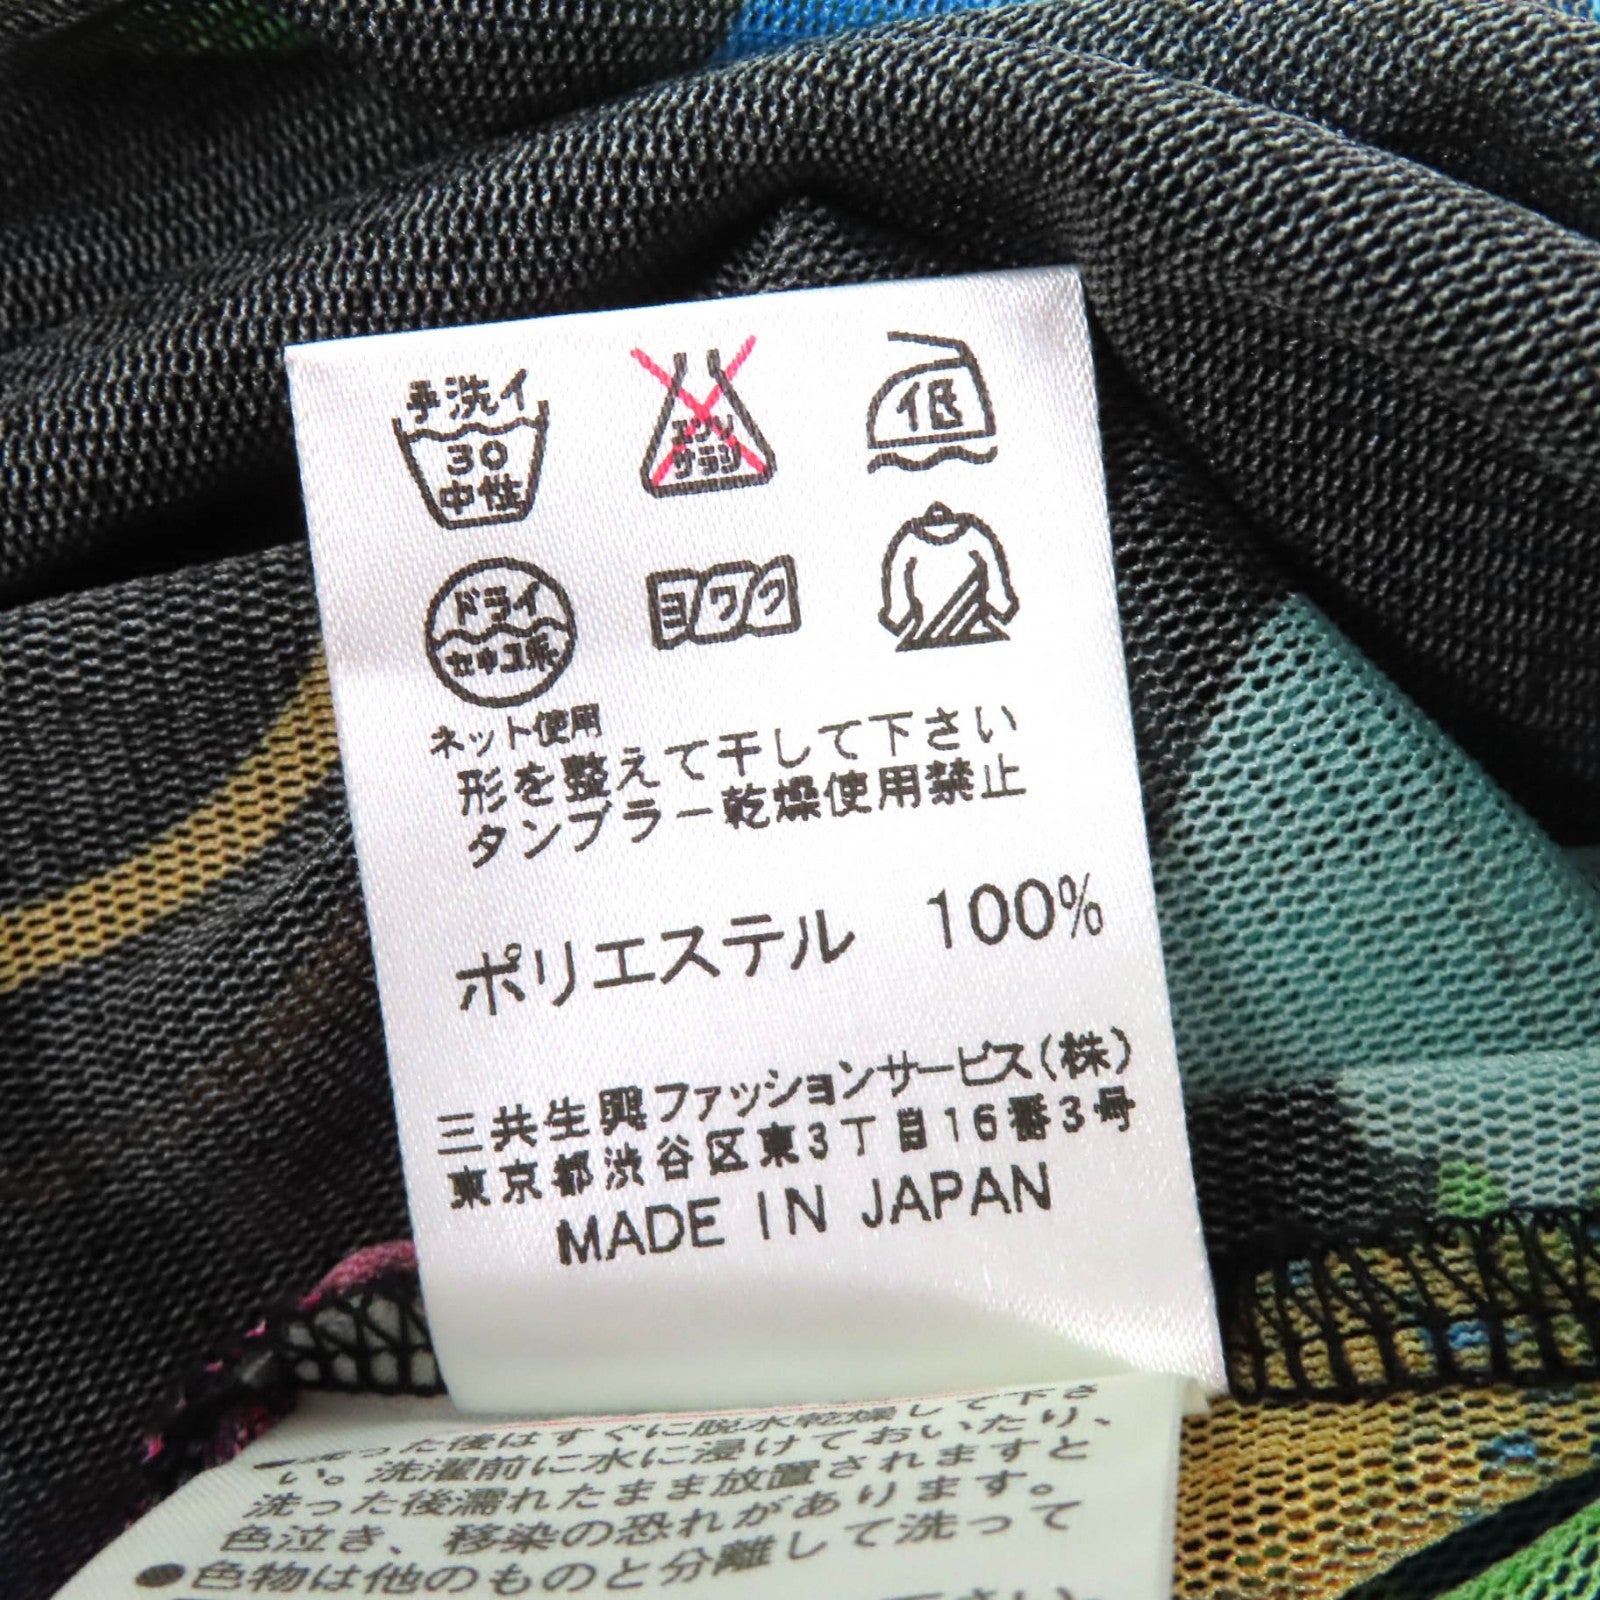 手洗イ
30
中性
エンソ
サラシ
低
ドライ
セキユ系
ヨワク
ネット使用
形を整えて干して下さい
タンブラー乾燥使用禁止
ポリエステル 100%
三共生興ファッションサービス(株)
東京都渋谷区東3丁目16番3号
MADE IN JAPAN
●洗った後はすぐに脱水乾燥して下さ
い。洗濯前に水に浸けておいたり、
洗った後濡れたまま放置されますと
色泣き、移染の恐れがあります。
●色物は他のものと分離して洗って